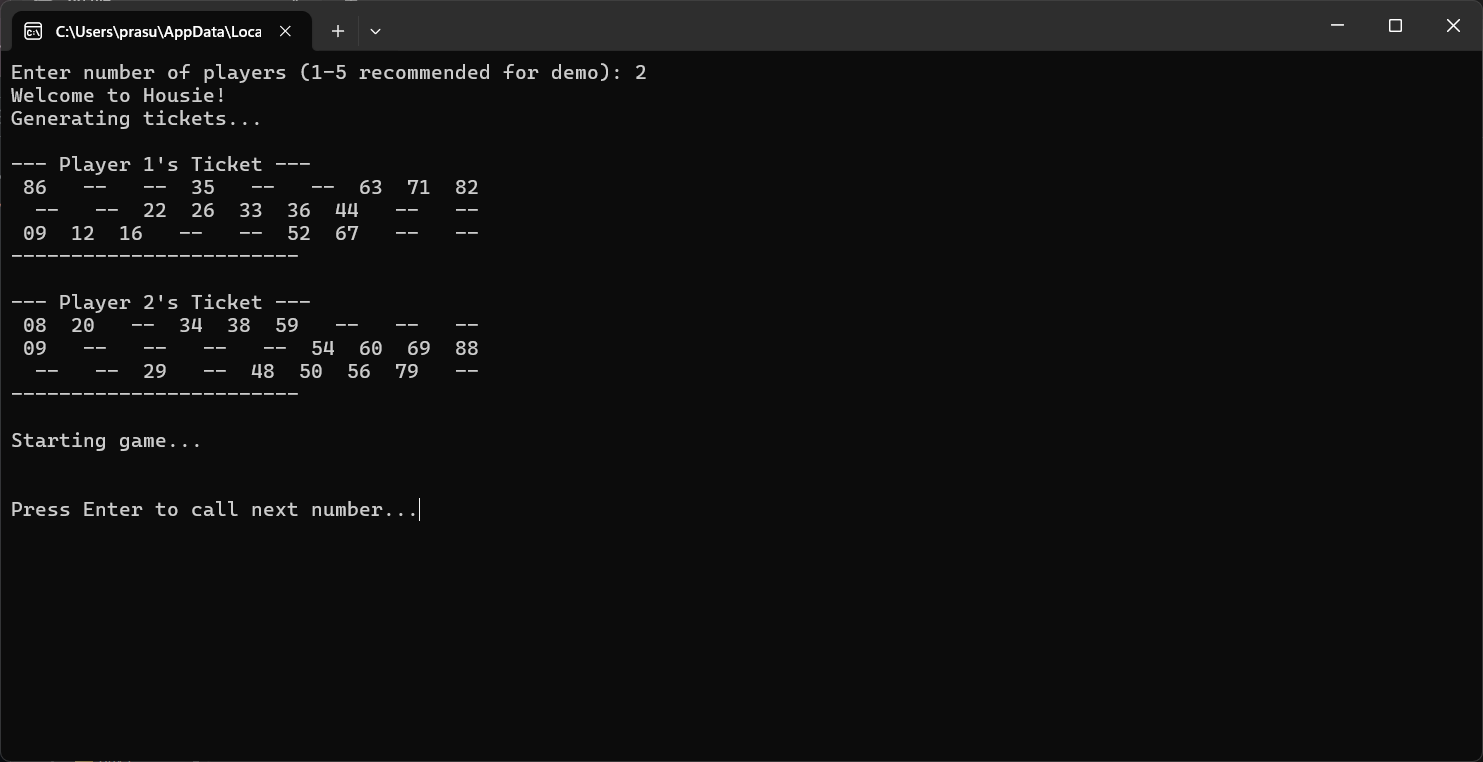 C:\Users\prasu\AppData\Loca
Enter number of players (1-5 recommended for demo): 2
Welcome to Housie!
Generating tickets...
--- Player 1's Ticket ---
86   --   --  35   --   --  63  71  82
--   --  22  26  33  36  44   --   --
09  12  16   --   --  52  67   --   --
------------------------
--- Player 2's Ticket ---
08  20   --  34  38  59   --   --   --
09   --   --   --   --  54  60  69  88
--   --  29   --  48  50  56  79   --
------------------------
Starting game...
Press Enter to call next number...